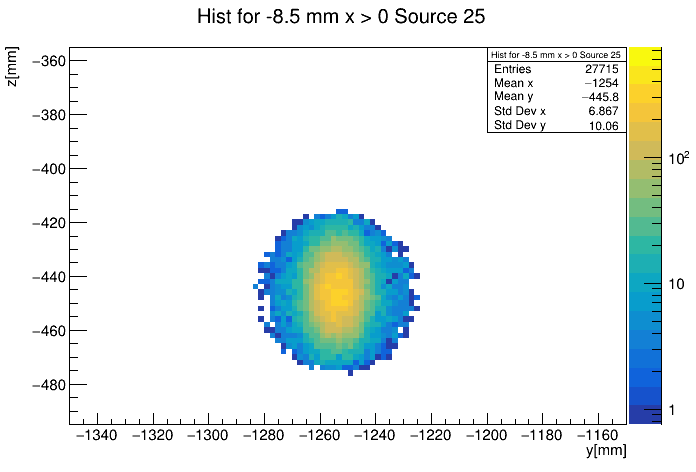 Hist for -8.5 mm x > 0 Source 25
z[mm]
Hist for -8.5 mm x > 0 Source 25
Entries 27715
Mean x −1254
Mean y −445.8
Std Dev x 6.867
Std Dev y 10.06
−360
−380
−400
−420
−440
−460
−480
10²
10
1
−1340 −1320 −1300 −1280 −1260 −1240 −1220 −1200 −1180 −1160
y[mm]